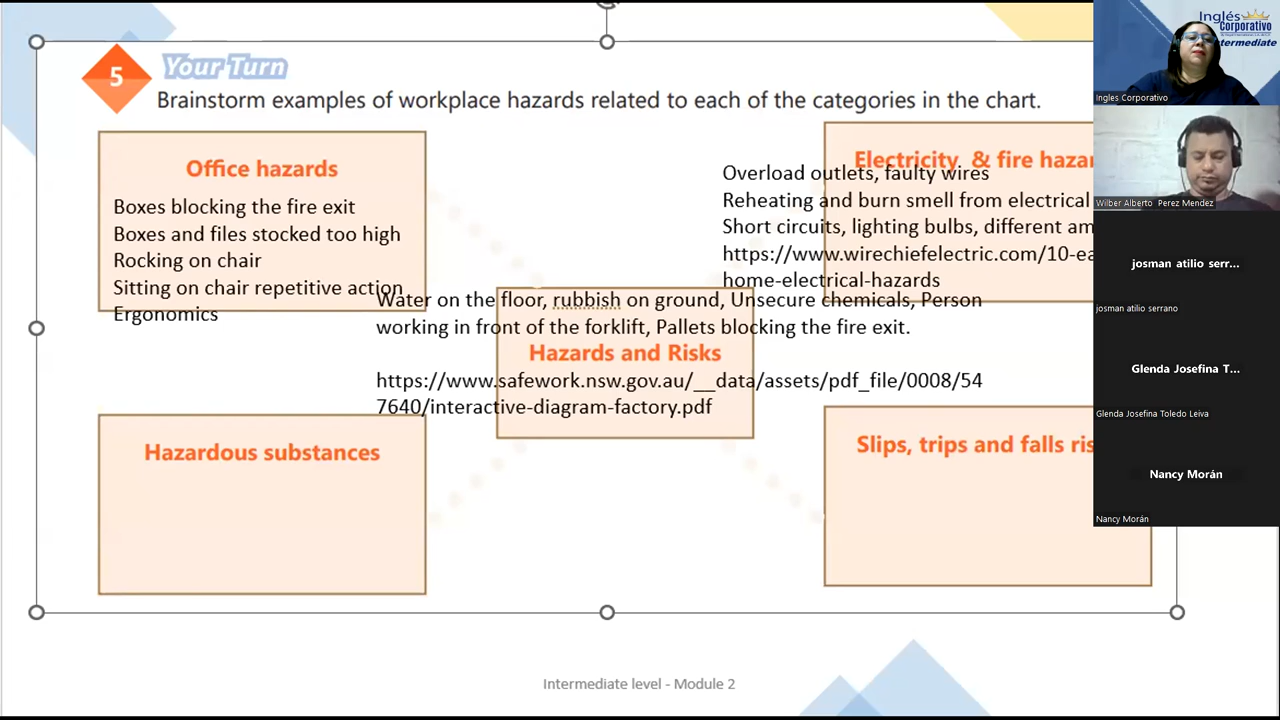 5
Your Turn
Brainstorm examples of workplace hazards related to each of the categories in the chart.
Office hazards
Boxes blocking the fire exit
Boxes and files stocked too high
Rocking on chair
Sitting on chair repetitive action
Ergonomics
Electricity & fire
Overload outlets, faulty wires
Reheating and burn smell from electrical
Short circuits, lighting bulbs, different
https://www.wirechiefelectric.com/10-ea
home-electrical-hazards
Water on the floor, rubbish on ground, Unsecure chemicals, Person
working in front of the forklift, Pallets blocking the fire exit.
Hazards and Risks
https://www.safework.nsw.gov.au/__data/assets/pdf_file/0008/54
7640/interactive-diagram-factory.pdf
Hazardous substances
Slips, trips and falls
Intermediate level - Module 2
Inglés
Corporativo
Intermediate
Ingles Corporativo
Wilber Alberto Perez Mendez
josman atilio serr...
josman atilio serrano
Glenda Josefina T...
Glenda Josefina Toledo Leiva
Nancy Morán
Nancy Morán